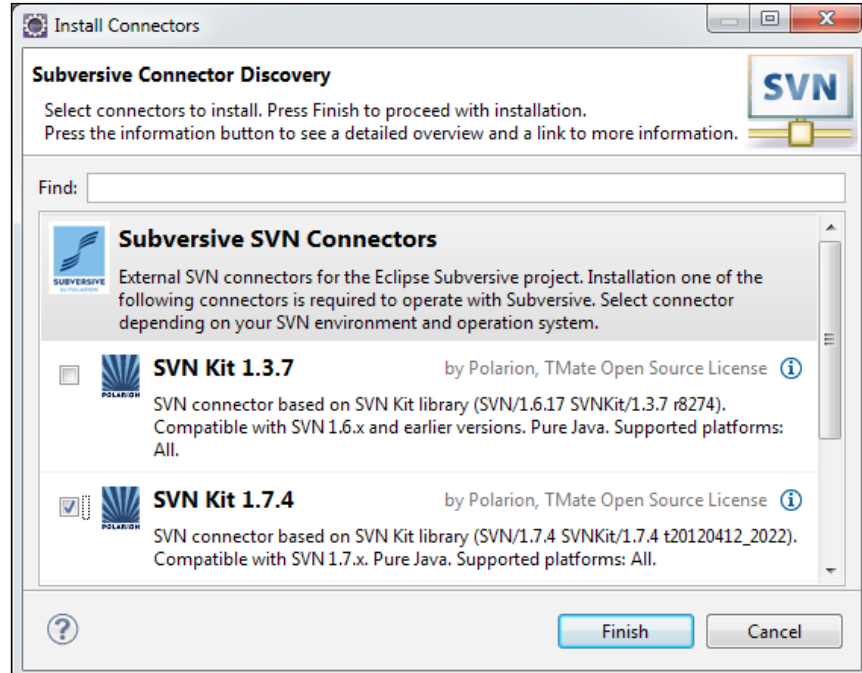 Install Connectors
Subversive Connector Discovery
Select connectors to install. Press Finish to proceed with installation.
Press the information button to see a detailed overview and a link to more information.
SVN
Find:
SUBVERSIVE
BY POLARION
Subversive SVN Connectors
External SVN connectors for the Eclipse Subversive project. Installation one of the
following connectors is required to operate with Subversive. Select connector
depending on your SVN environment and operation system.
POLARION
SVN Kit 1.3.7 by Polarion, TMate Open Source License
SVN connector based on SVN Kit library (SVN/1.6.17 SVNKit/1.3.7 r8274).
Compatible with SVN 1.6.x and earlier versions. Pure Java. Supported platforms:
All.
POLARION
SVN Kit 1.7.4 by Polarion, TMate Open Source License
SVN connector based on SVN Kit library (SVN/1.7.4 SVNKit/1.7.4 t20120412_2022).
Compatible with SVN 1.7.x. Pure Java. Supported platforms: All.
Finish Cancel